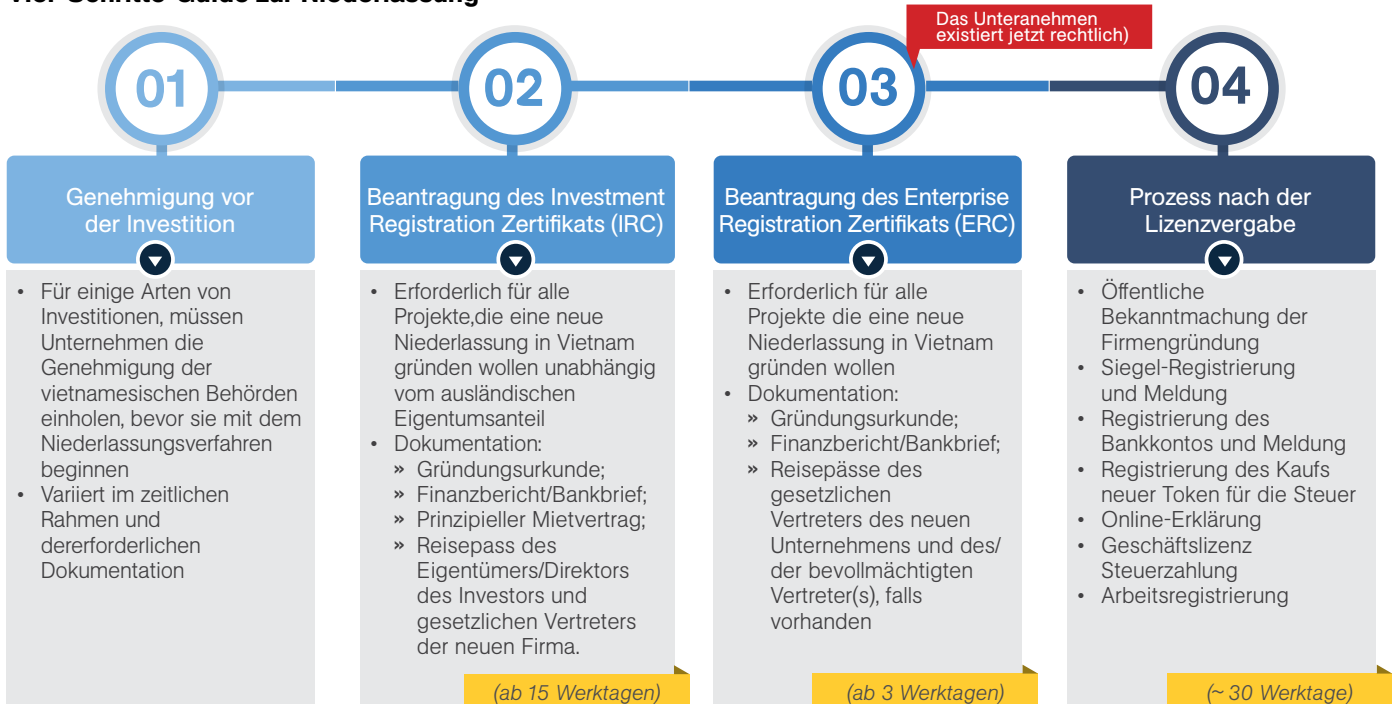 Vier-Schritte-Guide zur Niederlassung
Das Unteranehmen
existiert jetzt rechtlich)
01
02
03
04
Genehmigung vor
der Investition
• Für einige Arten von
Investitionen, müssen
Unternehmen die
Genehmigung der
vietnamesischen Behörden
einholen, bevor sie mit dem
Niederlassungsverfahren
beginnen
• Variiert im zeitlichen
Rahmen und
dererforderlichen
Dokumentation
Beantragung des Investment
Registration Zertifikats (IRC)
• Erforderlich für alle
Projekte,die eine neue
Niederlassung in Vietnam
gründen wollen unabhängig
vom ausländischen
Eigentumsanteil
• Dokumentation:
» Gründungsurkunde;
» Finanzbericht/Bankbrief;
» Prinzipieller Mietvertrag;
» Reisepass des
Eigentümers/Direktors
des Investors und
gesetzlichen Vertreters
der neuen Firma.
(ab 15 Werktagen)
Beantragung des Enterprise
Registration Zertifikats (ERC)
• Erforderlich für alle
Projekte die eine neue
Niederlassung in Vietnam
gründen wollen
• Dokumentation:
» Gründungsurkunde;
» Finanzbericht/Bankbrief;
» Reisepässe des
gesetzlichen
Vertreters des neuen
Unternehmens und des/
der bevollmächtigten
Vertreter(s), falls
vorhanden
(ab 3 Werktagen)
Prozess nach der
Lizenzvergabe
• Öffentliche
Bekanntmachung der
Firmengründung
• Siegel-Registrierung
und Meldung
• Registrierung des
Bankkontos und Meldung
• Registrierung des Kaufs
neuer Token für die Steuer
• Online-Erklärung
• Geschäftslizenz
Steuerzahlung
• Arbeitsregistrierung
(~ 30 Werktage)